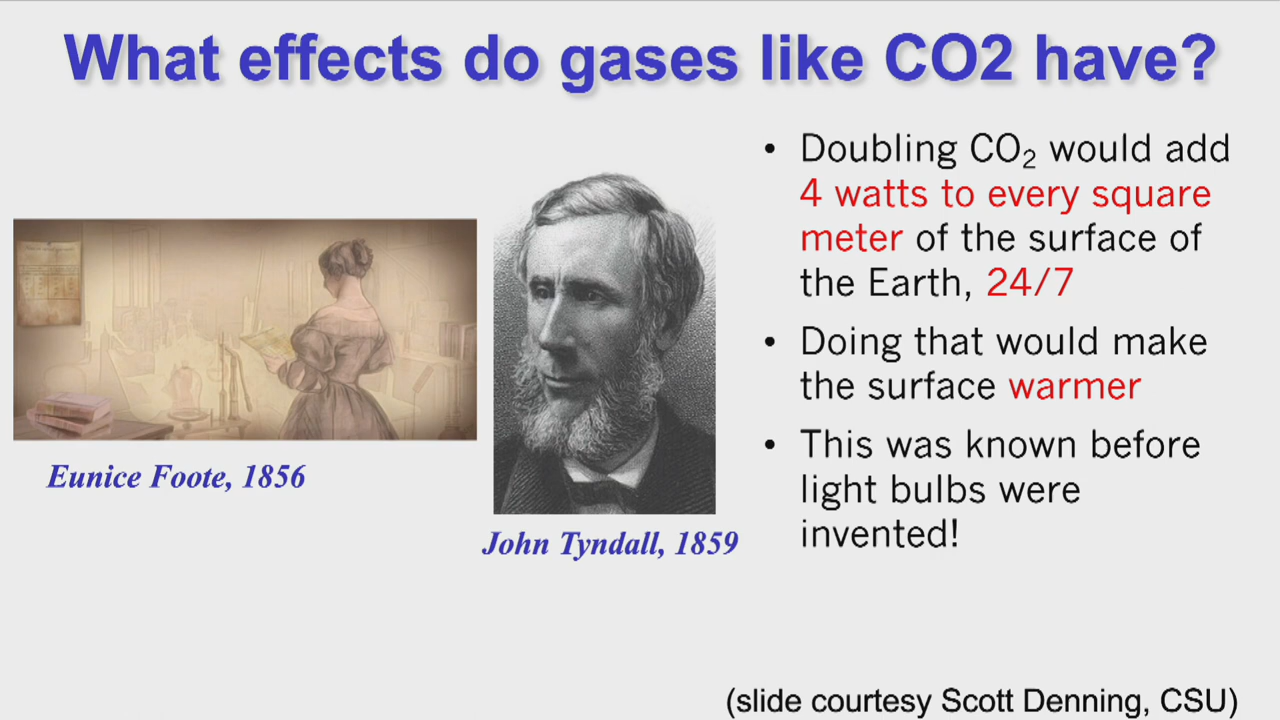 What effects do gases like CO2 have?
• Doubling CO₂ would add
4 watts to every square
meter of the surface of
the Earth, 24/7
• Doing that would make
the surface warmer
• This was known before
light bulbs were
invented!
Eunice Foote, 1856
John Tyndall, 1859
(slide courtesy Scott Denning, CSU)